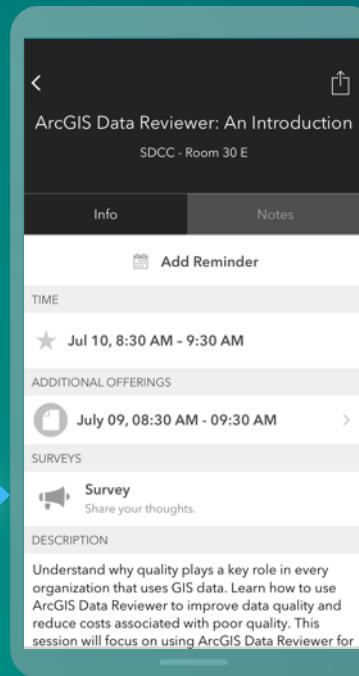 ArcGIS Data Reviewer: An Introduction
SDCC - Room 30 E
Info
Notes
Add Reminder
TIME
Jul 10, 8:30 AM – 9:30 AM
ADDITIONAL OFFERINGS
July 09, 08:30 AM - 09:30 AM
SURVEYS
Survey
Share your thoughts.
DESCRIPTION
Understand why quality plays a key role in every
organization that uses GIS data. Learn how to use
ArcGIS Data Reviewer to improve data quality and
reduce costs associated with poor quality. This
session will focus on using ArcGIS Data Reviewer for